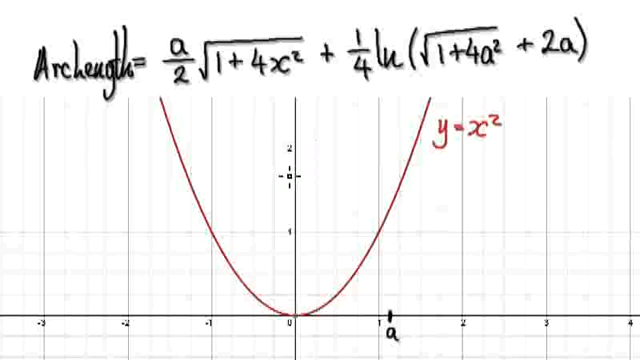 Archength = a/2 √(1 + 4x²) + 1/4 ln (√(1+4a²) + 2a)
y = x²
2
1
-3 -2 -1 0 1 2 3 4
a